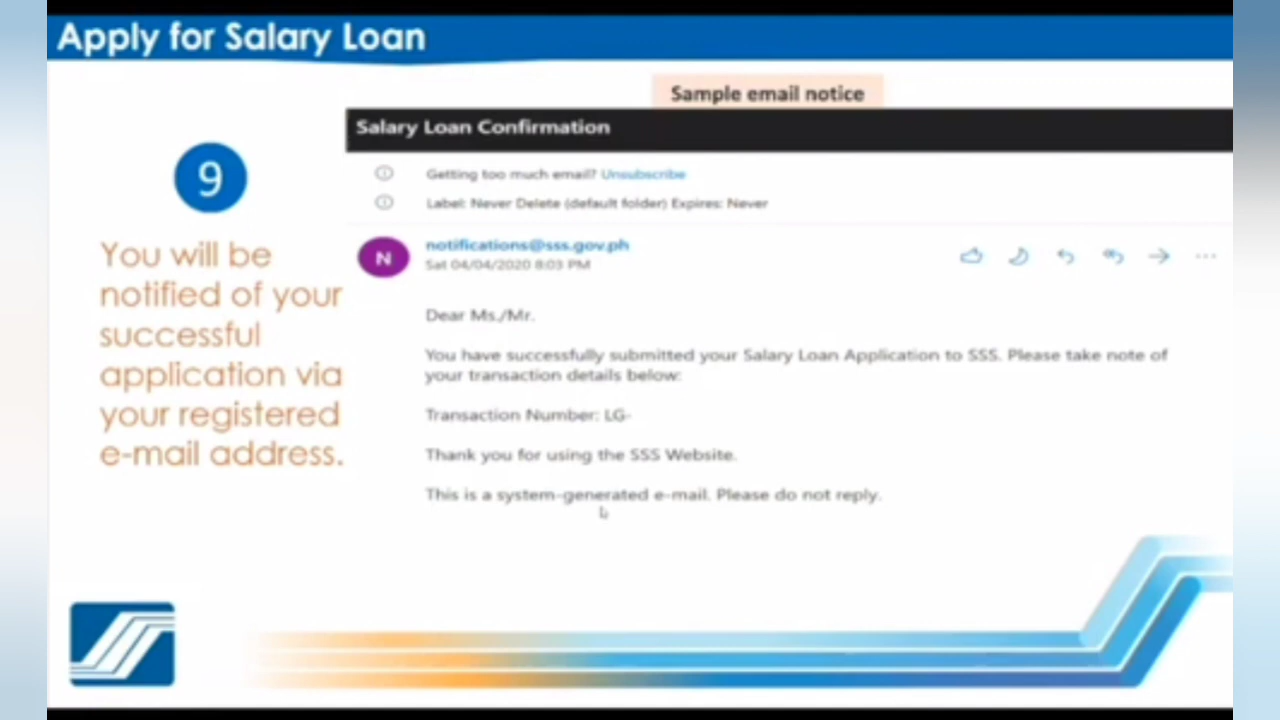 Apply for Salary Loan
Sample email notice
Salary Loan Confirmation
9
You will be
notified of your
successful
application via
your registered
e-mail address.
Getting too much email? Unsubscribe
Label: Never Delete (default folder) Expires: Never
N
notifications@sss.gov.ph
Sat 04/04/2020 8:03 PM
Dear Ms./Mr.
You have successfully submitted your Salary Loan Application to SSS. Please take note of
your transaction details below:
Transaction Number: LG-
Thank you for using the SSS Website.
This is a system-generated e-mail. Please do not reply.